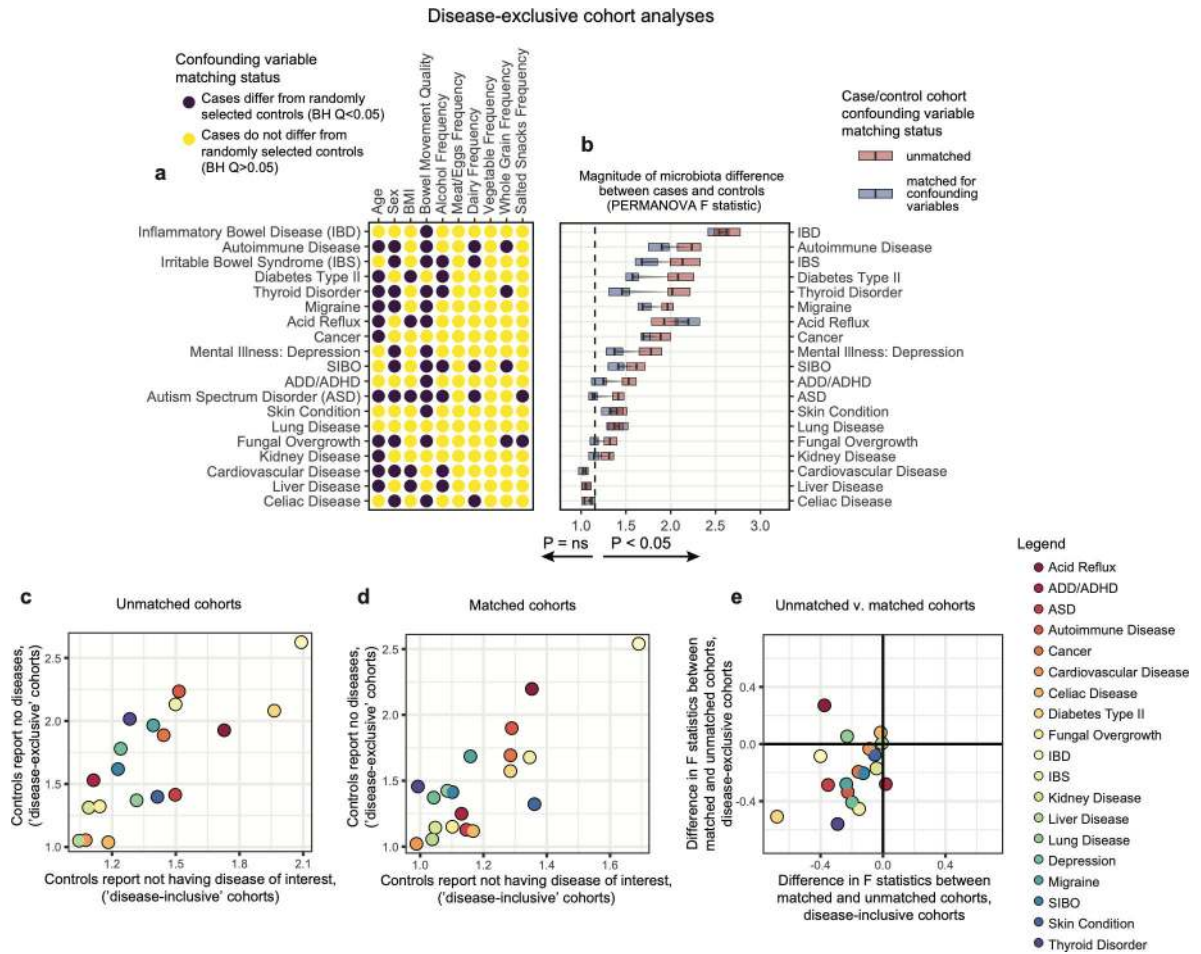 Disease-exclusive cohort analyses
Confounding variable
matching status
Cases differ from randomly
selected controls (BH Q<0.05)
Cases do not differ from
randomly selected controls
(BH Q>0.05)
a
Age
Sex
BMI
Bowel Movement Quality
Alcohol Frequency
Meat/Eggs Frequency
Dairy Frequency
Vegetable Frequency
Whole Grain Frequency
Salted Snacks Frequency
Inflammatory Bowel Disease (IBD)
Autoimmune Disease
Irritable Bowel Syndrome (IBS)
Diabetes Type II
Thyroid Disorder
Migraine
Acid Reflux
Cancer
Mental Illness: Depression
SIBO
ADD/ADHD
Autism Spectrum Disorder (ASD)
Skin Condition
Lung Disease
Fungal Overgrowth
Kidney Disease
Cardiovascular Disease
Liver Disease
Celiac Disease
b
Magnitude of microbiota difference
between cases and controls
(PERMANOVA F statistic)
Case/control cohort
confounding variable
matching status
unmatched
matched for
confounding
variables
IBD
Autoimmune Disease
IBS
Diabetes Type II
Thyroid Disorder
Migraine
Acid Reflux
Cancer
Mental Illness: Depression
SIBO
ADD/ADHD
ASD
Skin Condition
Lung Disease
Fungal Overgrowth
Kidney Disease
Cardiovascular Disease
Liver Disease
Celiac Disease
1.0 1.5 2.0 2.5 3.0
P = ns P < 0.05
c
Unmatched cohorts
Controls report no diseases,
('disease-exclusive' cohorts)
2.5
2.0
1.5
1.0
1.2 1.5 1.8 2.1
Controls report not having disease of interest,
('disease-inclusive' cohorts)
d
Matched cohorts
Controls report no diseases,
('disease-exclusive' cohorts)
2.5
2.0
1.5
1.0
1.0 1.2 1.4 1.6
Controls report not having disease of interest,
('disease-inclusive' cohorts)
e
Unmatched v. matched cohorts
Difference in F statistics between
matched and unmatched cohorts,
disease-exclusive cohorts
0.4
0.0
-0.4
-0.4 0.0 0.4
Difference in F statistics between
matched and unmatched cohorts,
disease-inclusive cohorts
Legend
Acid Reflux
ADD/ADHD
ASD
Autoimmune Disease
Cancer
Cardiovascular Disease
Celiac Disease
Diabetes Type II
Fungal Overgrowth
IBD
IBS
Kidney Disease
Liver Disease
Lung Disease
Depression
Migraine
SIBO
Skin Condition
Thyroid Disorder